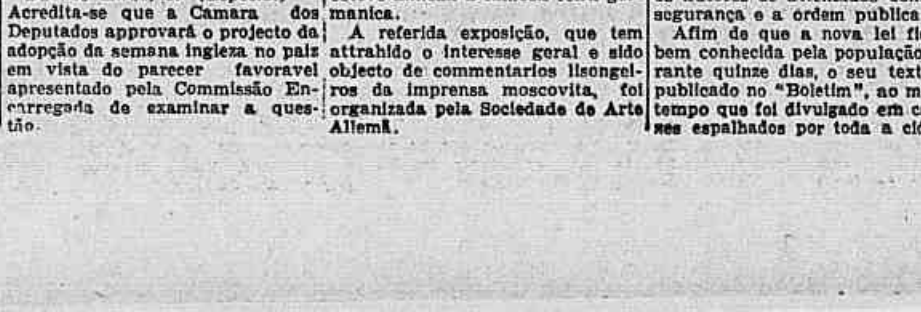 Acredita-se que a Camara dos
Deputados approvará o projecto da
adopção da semana ingleza no paiz
em vista do parecer favoravel
apresentado pela Commissão En-
carregada de examinar a ques-
tão.
manica.
A referida exposição, que tem
attrahido o interesse geral e sido
objecto de commentarios lisongei-
ros da imprensa moscovita, foi
organizada pela Sociedade de Arte
Allemã.
segurança e a ordem publica
Afim de que a nova lei fi
bem conhecida pela população
rante quinze dias, o seu tex
publicado no "Boletim", ao m
tempo que foi divulgado em c
zes espalhados por toda a ci